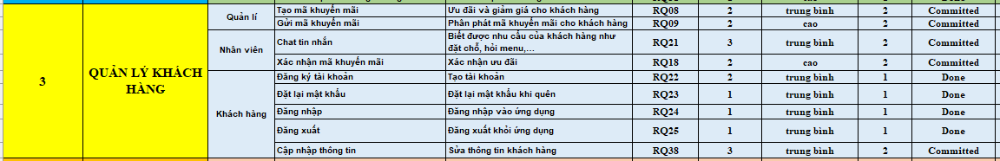 3
QUẢN LÝ KHÁCH
HÀNG
Quản lí
Tạo mã khuyến mãi Ưu đãi và giảm giá cho khách hàng RQ08 2 trung bình 2 Committed
Gửi mã khuyến mãi Phân phát mã khuyến mãi cho khách hàng RQ09 2 cao 2 Committed
Nhân viên
Chat tin nhắn Biết được nhu cầu của khách hàng như
đặt chỗ, hỏi menu,... RQ21 3 trung bình 2 Committed
Xác nhận mã khuyến mãi Xác nhận ưu đãi RQ18 2 cao 2 Committed
Khách hàng
Đăng ký tài khoản Tạo tài khoản RQ22 2 trung bình 1 Done
Đặt lại mật khẩu Đặt lại mật khẩu khi quên RQ23 1 trung bình 1 Done
Đăng nhập Đăng nhập vào ứng dụng RQ24 1 trung bình 1 Done
Đăng xuất Đăng xuất khỏi ứng dụng RQ25 1 trung bình 1 Done
Cập nhập thông tin Sửa thông tin khách hàng RQ38 3 trung bình 2 Committed